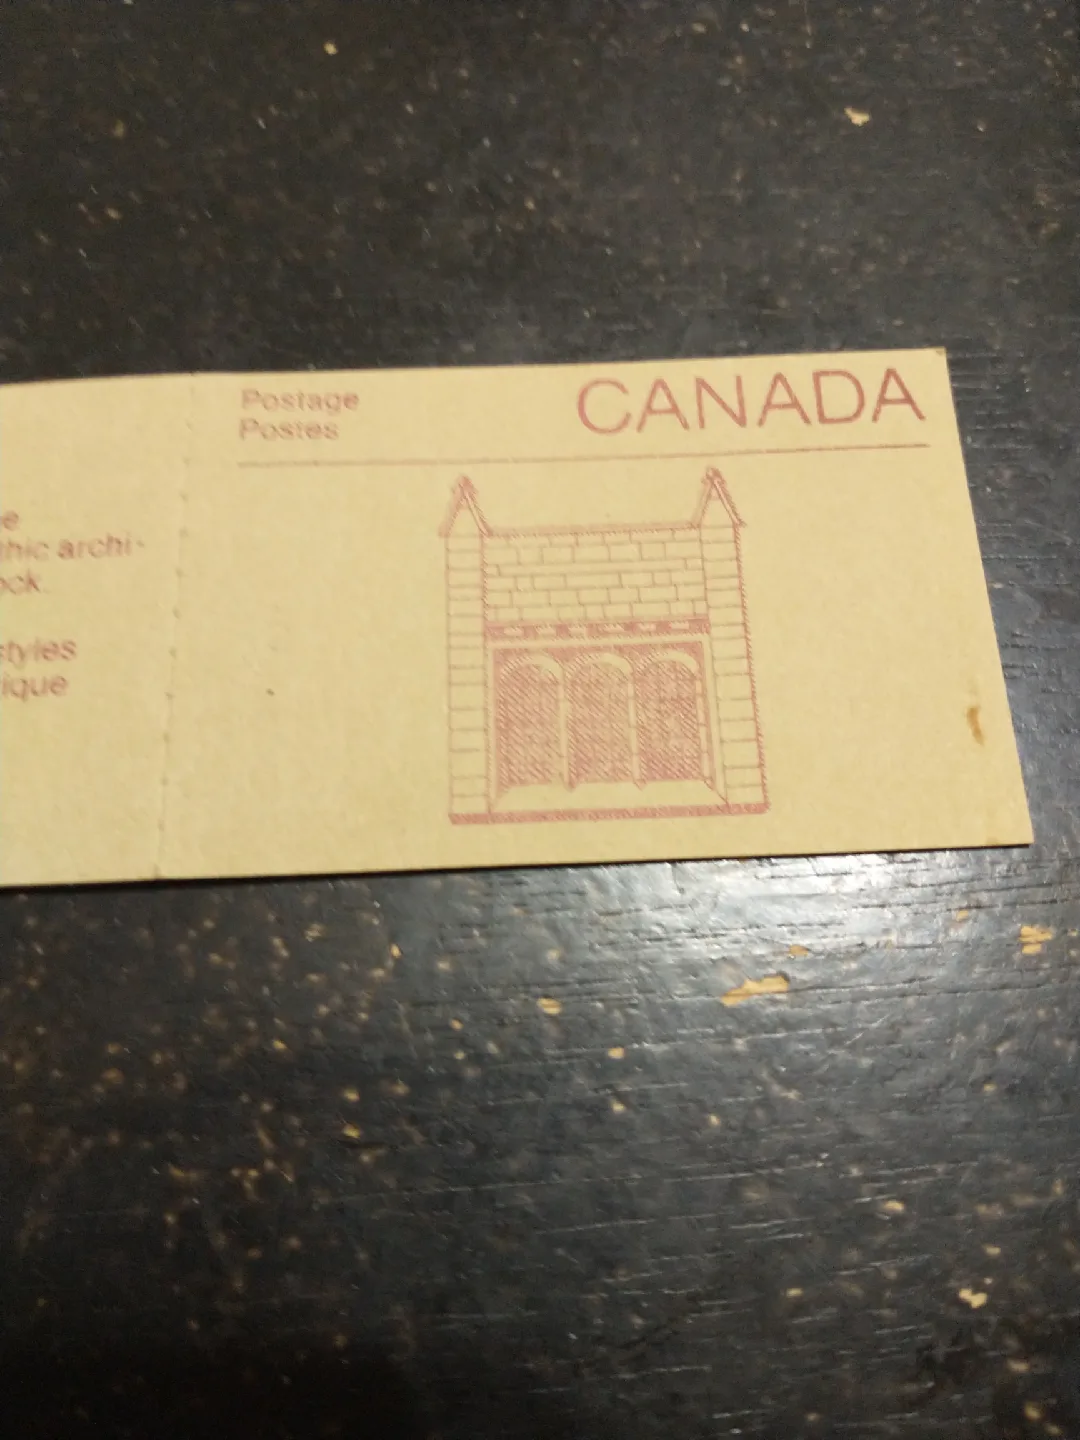 Postage
Postes
CANADA
e
thic archi-
ock.
styles
ique